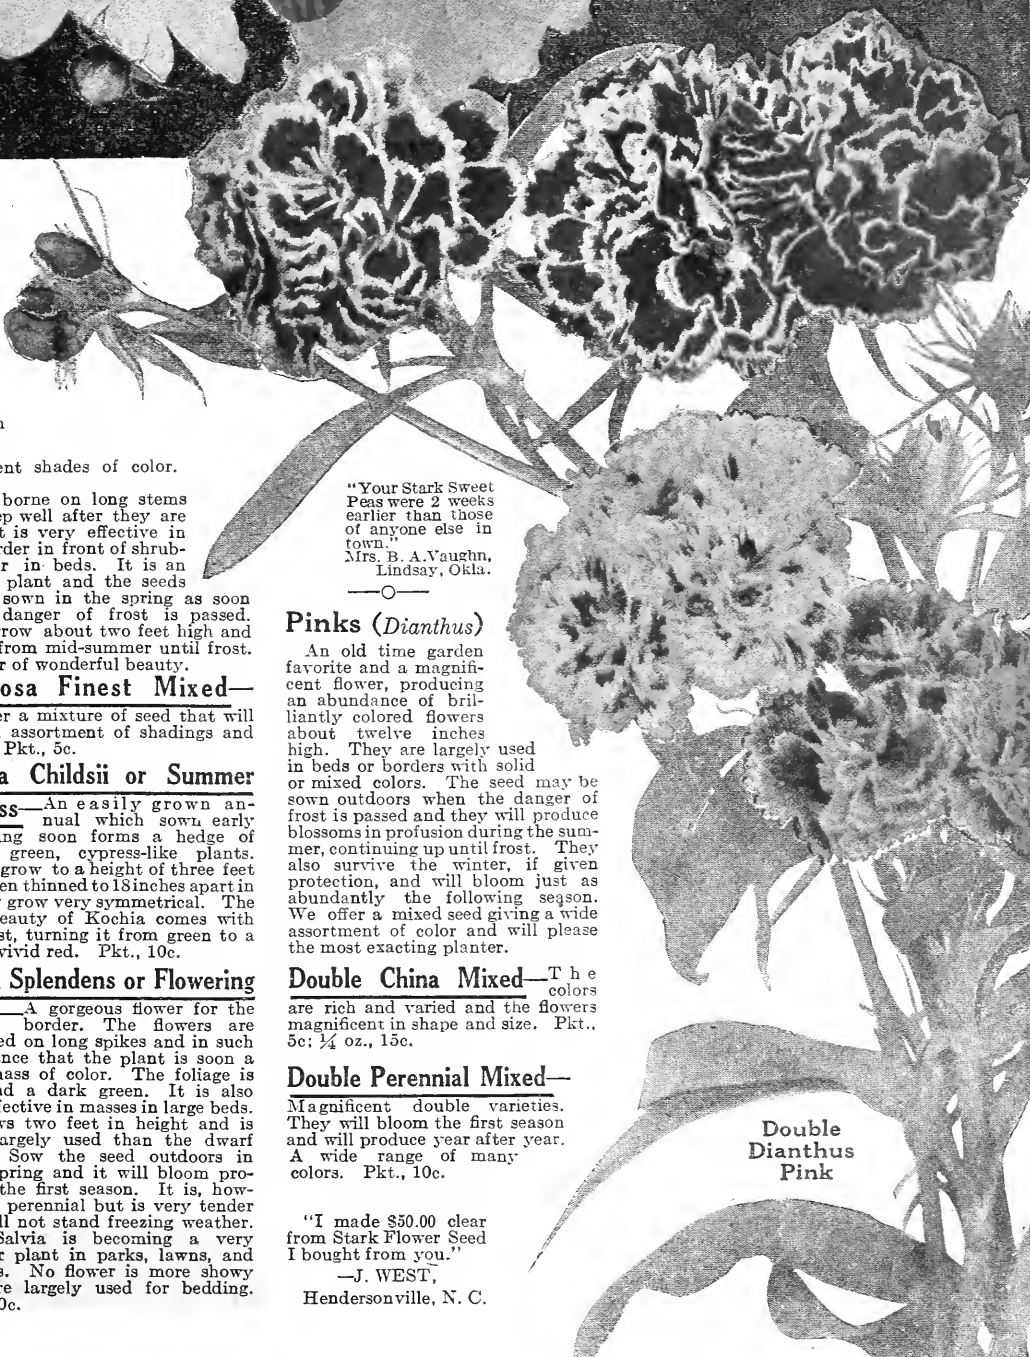 ent shades of color.
borne on long stems
ep well after they are
t is very effective in
rder in front of shrub-
r in beds. It is an
plant and the seeds
sown in the spring as soon
danger of frost is passed.
row about two feet high and
from mid-summer until frost.
r of wonderful beauty.
osa Finest Mixed—
er a mixture of seed that will
assortment of shadings and
Pkt., 5c.
a Childsii or Summer
ss—An easily grown an-
nual which sown early
ing soon forms a hedge of
green, cypress-like plants.
grow to a height of three feet
en thinned to 18 inches apart in
grow very symmetrical. The
eauty of Kochia comes with
st, turning it from green to a
vivid red. Pkt., 10c.
Splendens or Flowering
—A gorgeous flower for the
border. The flowers are
ed on long spikes and in such
nce that the plant is soon a
mass of color. The foliage is
nd a dark green. It is also
fective in masses in large beds.
ws two feet in height and is
argely used than the dwarf
Sow the seed outdoors in
pring and it will bloom pro-
the first season. It is, how-
perennial but is very tender
ll not stand freezing weather.
Salvia is becoming a very
r plant in parks, lawns, and
s. No flower is more showy
re largely used for bedding.
0c.
"Your Stark Sweet
Peas were 2 weeks
earlier than those
of anyone else in
town."
Mrs. B. A. Vaughn,
Lindsay, Okla.
Pinks (Dianthus)
An old time garden
favorite and a magnifi-
cent flower, producing
an abundance of bril-
liantly colored flowers
about twelve inches
high. They are largely used
in beds or borders with solid
or mixed colors. The seed may be
sown outdoors when the danger of
frost is passed and they will produce
blossoms in profusion during the sum-
mer, continuing up until frost. They
also survive the winter, if given
protection, and will bloom just as
abundantly the following season.
We offer a mixed seed giving a wide
assortment of color and will please
the most exacting planter.
Double China Mixed—The
colors
are rich and varied and the flowers
magnificent in shape and size. Pkt.,
5c; ¼ oz., 15c.
Double Perennial Mixed—
Magnificent double varieties.
They will bloom the first season
and will produce year after year.
A wide range of many
colors. Pkt., 10c.
"I made $50.00 clear
from Stark Flower Seed
I bought from you."
—J. WEST,
Hendersonville, N. C.
Double
Dianthus
Pink